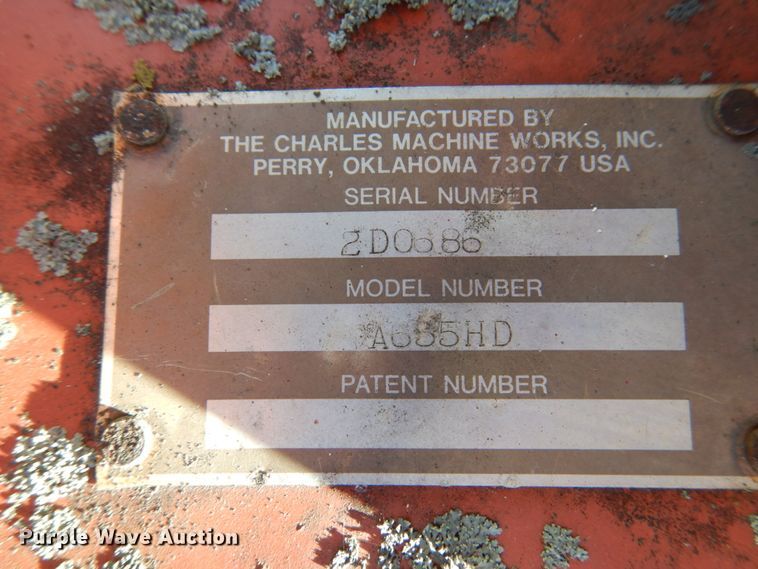 MANUFACTURED BY
THE CHARLES MACHINE WORKS, INC.
PERRY, OKLAHOMA 73077 USA
SERIAL NUMBER
2D0686
MODEL NUMBER
PATENT NUMBER
Purple Wave Auction